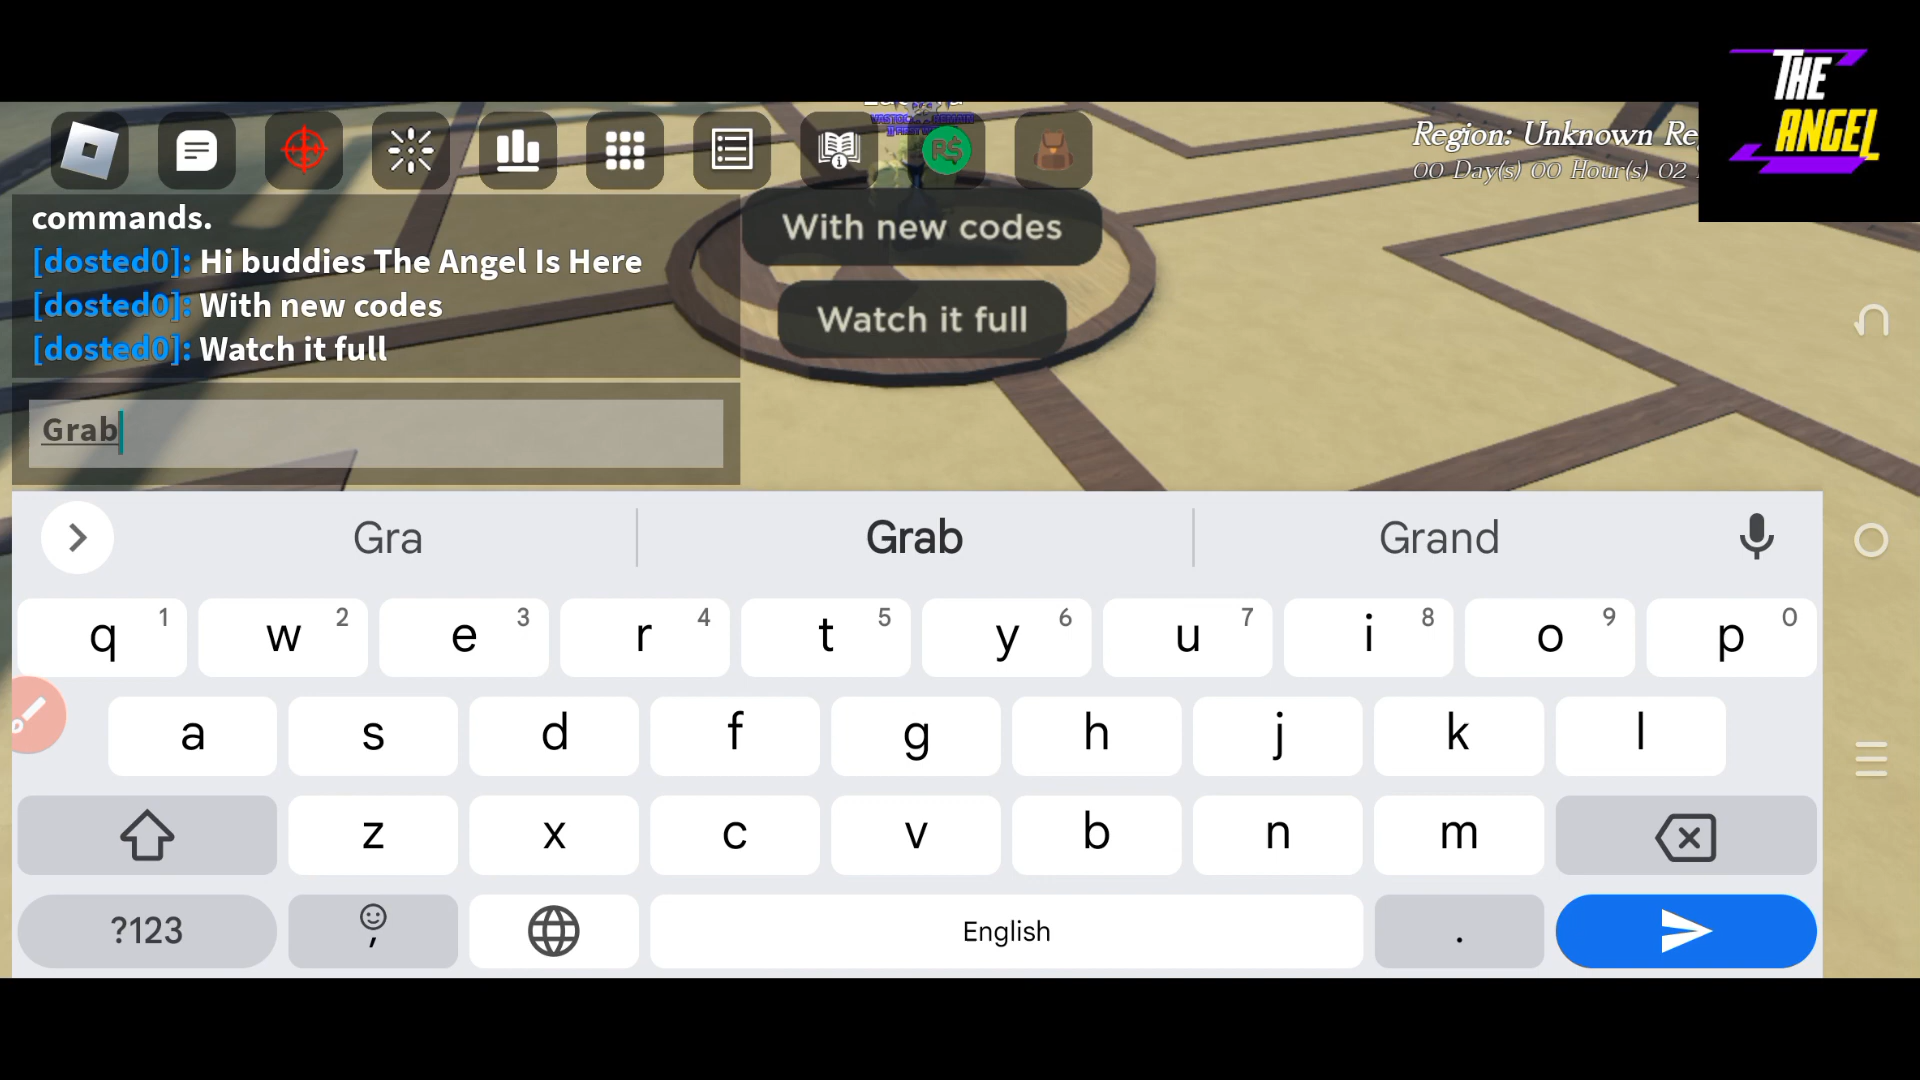 THE
ANGEL
Region: Unknown Re
00 Day(s) 00 Hour(s) 02
R$
commands.
[dosted0]: Hi buddies The Angel Is Here
[dosted0]: With new codes
[dosted0]: Watch it full
With new codes
Watch it full
Grab
Gra Grab Grand
q 1 w 2 e 3 r 4 t 5 y 6 u 7 i 8 o 9 p 0
a s d f g h j k l
z x c v b n m
?123 , English .